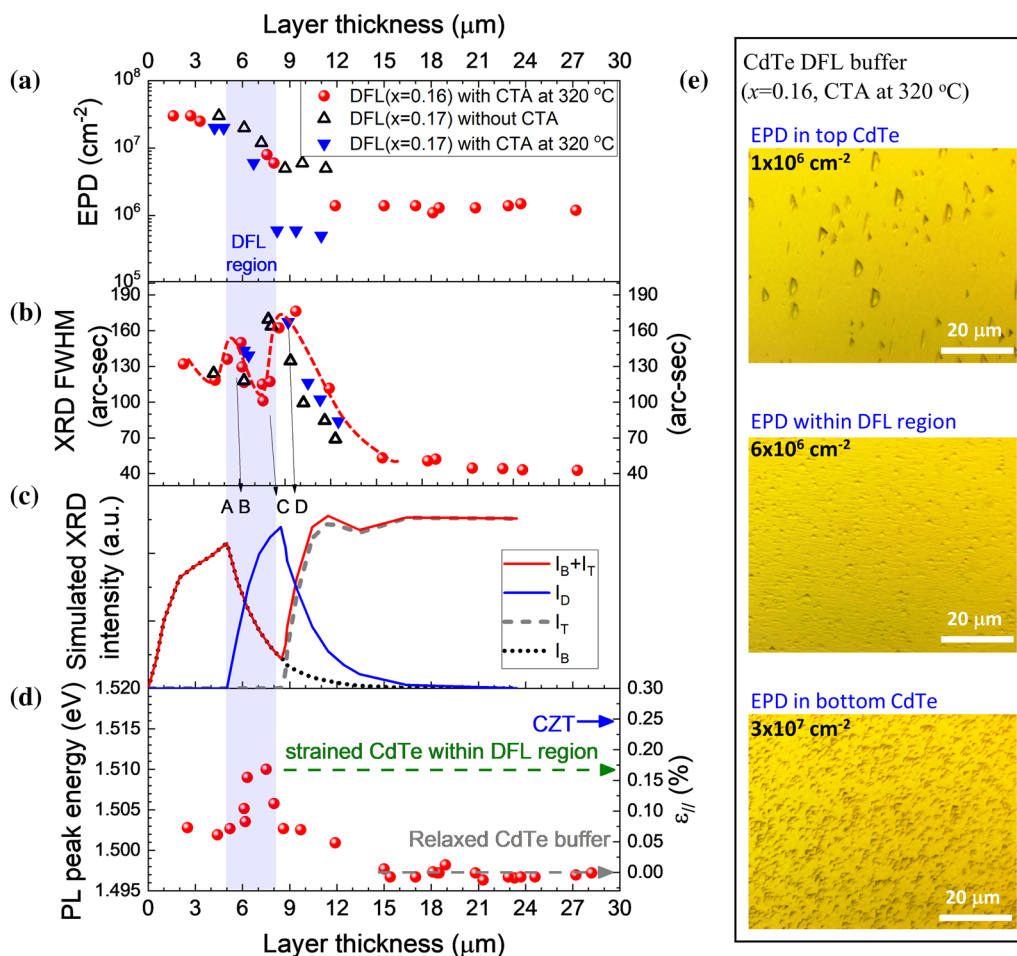 Layer thickness (μm)
0 3 6 9 12 15 18 21 24 27 30
(a)
EPD (cm-2)
10^8
10^7
10^6
10^5
DFL(x=0.16) with CTA at 320 °C
DFL(x=0.17) without CTA
DFL(x=0.17) with CTA at 320 °C
DFL
region
(b)
XRD FWHM
(arc-sec)
190
160
130
100
70
40
190
160
130
100
70
40
(arc-sec)
(c)
Simulated XRD
intensity (a.u.)
A B C D
I_B+I_T
I_D
I_T
I_B
(d)
PL peak energy (eV)
1.520
1.515
1.510
1.505
1.500
1.495
0.30
0.25
0.20
0.15
0.10
0.05
0.00
ε// (%)
CZT
strained CdTe within DFL region
Relaxed CdTe buffer
0 3 6 9 12 15 18 21 24 27 30
Layer thickness (μm)
(e)
CdTe DFL buffer
(x=0.16, CTA at 320 °C)
EPD in top CdTe
1x10^6 cm-2
20 μm
EPD within DFL region
6x10^6 cm-2
20 μm
EPD in bottom CdTe
3x10^7 cm-2
20 μm